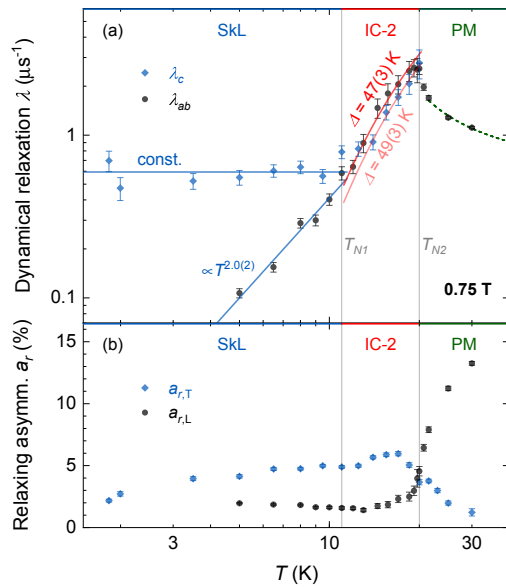 SkL IC-2 PM
(a)
λc
λab
Δ = 47(3) K
Δ = 49(3) K
const.
∝T2.0(2)
TN1
TN2
0.75 T
1
0.1
Dynamical relaxation λ (μs-1)
SkL IC-2 PM
(b)
ar,T
ar,L
15
10
5
0
Relaxing asymm. ar (%)
3 10 30
T (K)